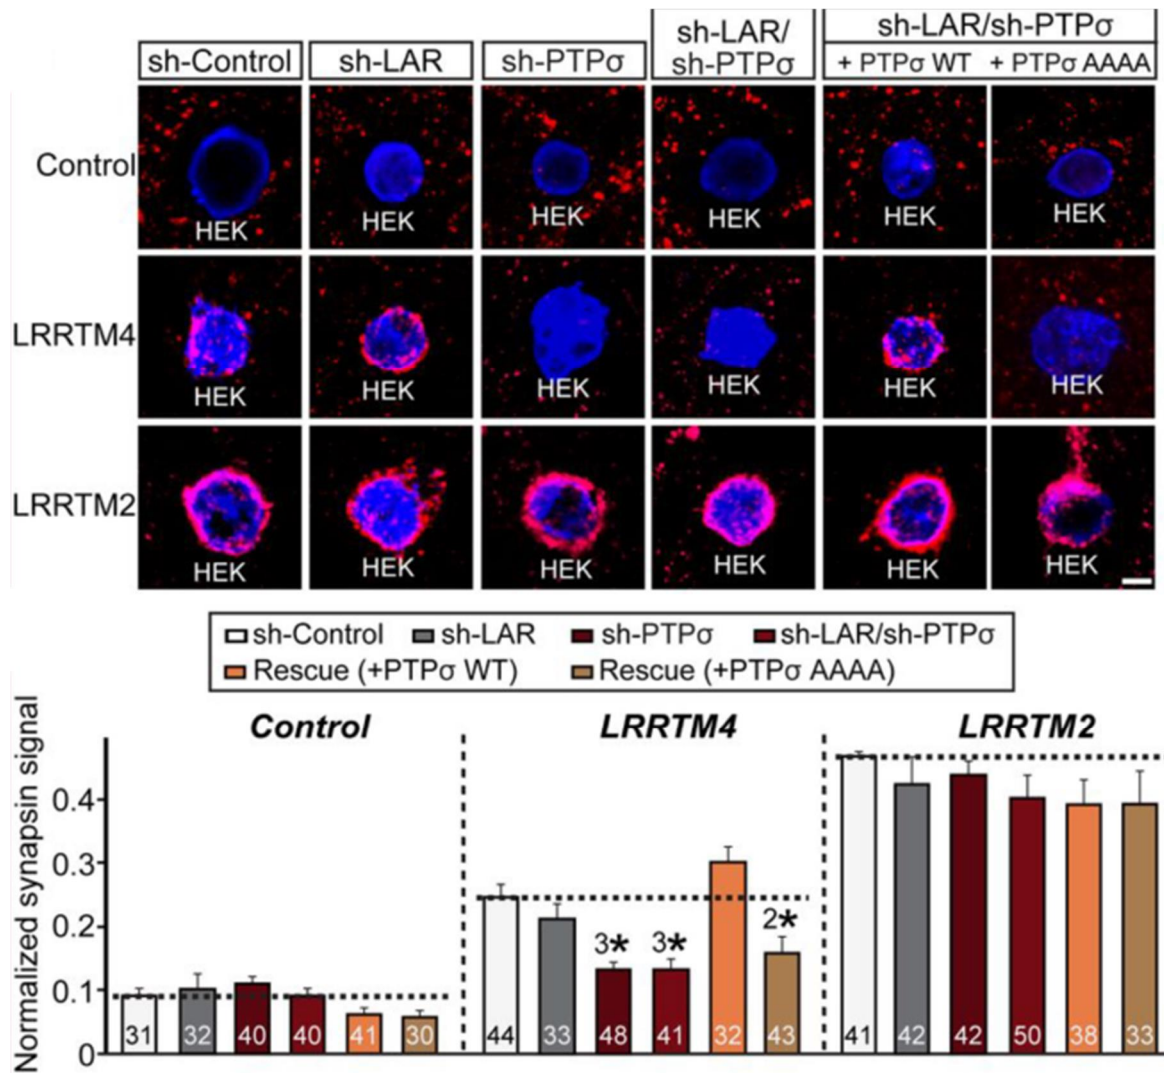 sh-Control
sh-LAR
sh-PTPσ
sh-LAR/
sh-PTPσ
sh-LAR/sh-PTPσ
+ PTPσ WT + PTPσ AAAA
Control
HEK HEK HEK HEK HEK HEK
LRRTM4
HEK HEK HEK HEK HEK HEK
LRRTM2
HEK HEK HEK HEK HEK HEK
sh-Control sh-LAR sh-PTPσ sh-LAR/sh-PTPσ
Rescue (+PTPσ WT) Rescue (+PTPσ AAAA)
Normalized synapsin signal
Control LRRTM4 LRRTM2
0.4
0.3
0.2
0.1
0
3* 3* 2*
31 32 40 40 41 30 44 33 48 41 32 43 41 42 42 50 38 33